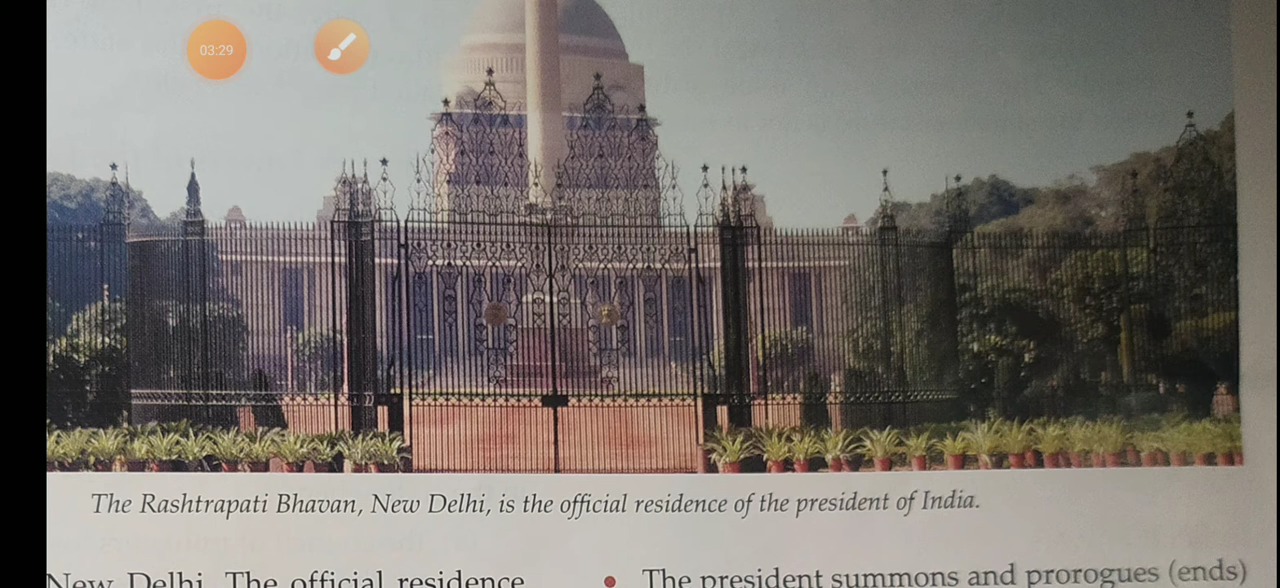 03:29
The Rashtrapati Bhavan, New Delhi, is the official residence of the president of India.
New Delhi. The official residence
• The president summons and prorogues (ends)